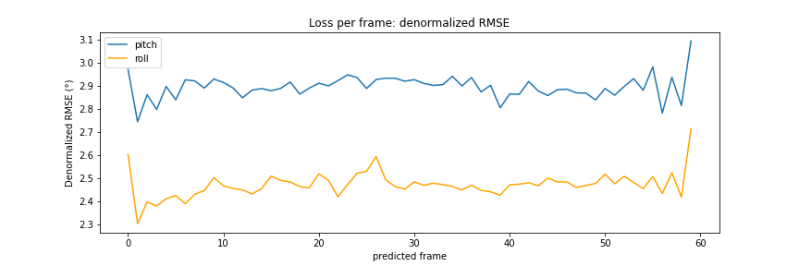 Loss per frame: denormalized RMSE
pitch
roll
Denormalized RMSE (°)
3.1
3.0
2.9
2.8
2.7
2.6
2.5
2.4
2.3
0 10 20 30 40 50 60
predicted frame